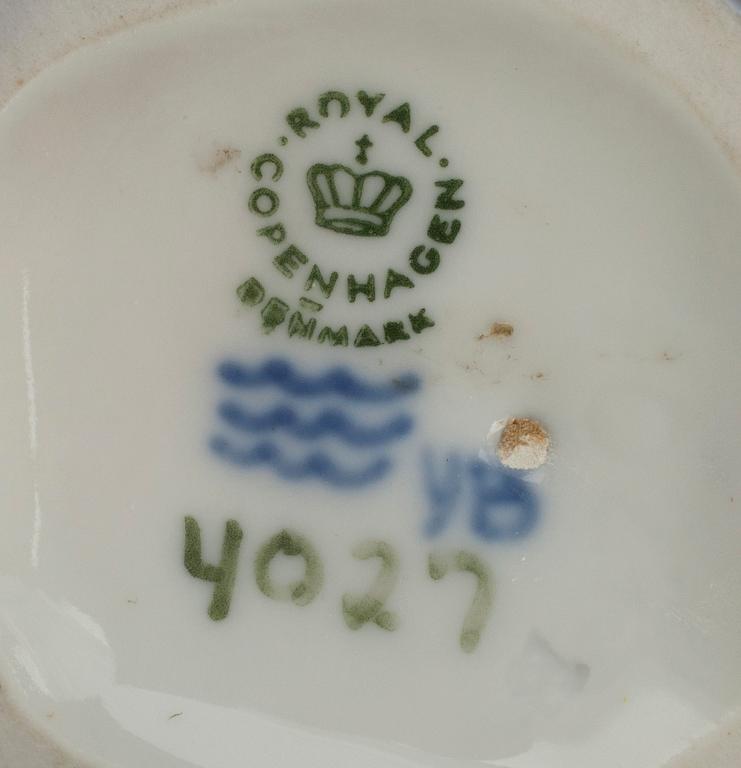 ROYAL
COPENHAGEN
DENMARK
YB
4027